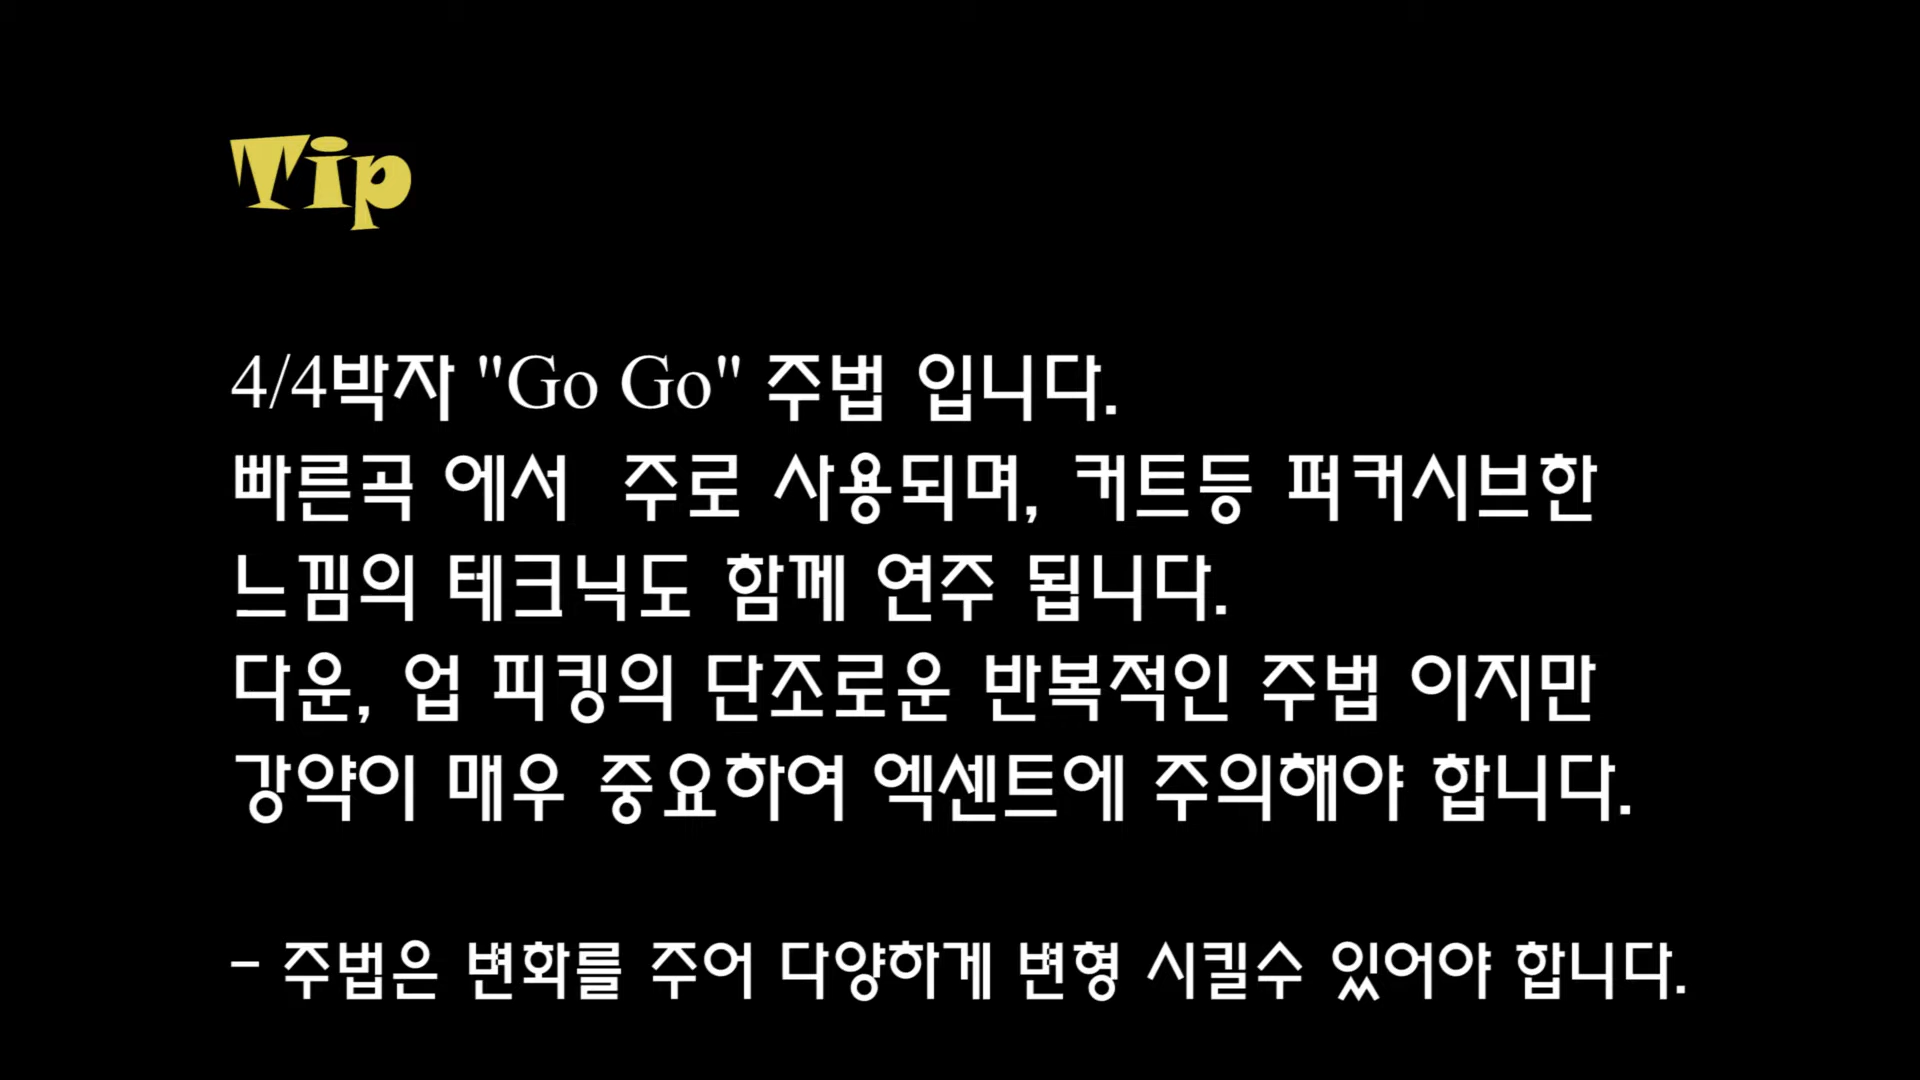 Tip
4/4박자 "Go Go" 주법 입니다.
빠른곡 에서  주로 사용되며, 커트등 퍼커시브한
느낌의 테크닉도 함께 연주 됩니다.
다운, 업 피킹의 단조로운 반복적인 주법 이지만
강약이 매우 중요하여 엑센트에 주의해야 합니다.
- 주법은 변화를 주어 다양하게 변형 시킬수 있어야 합니다.